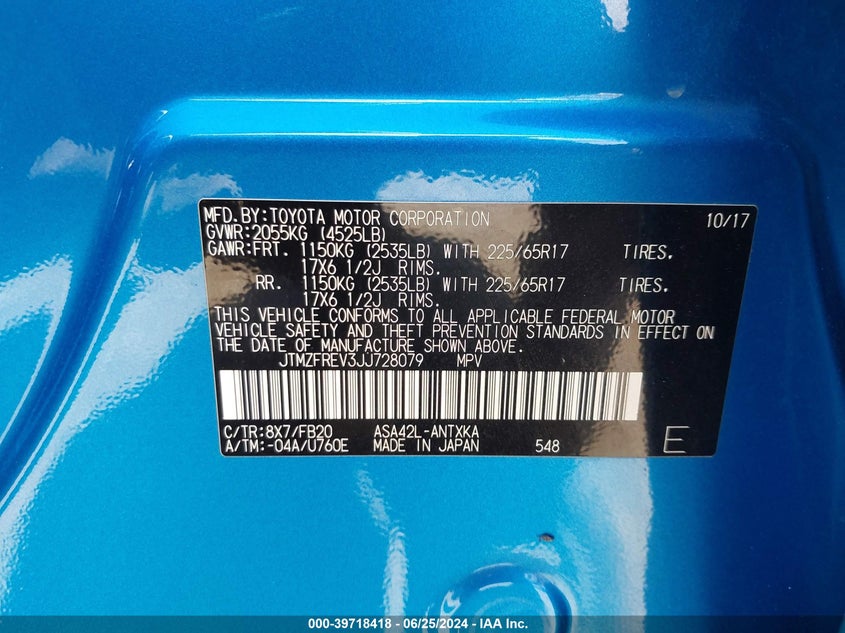 MFD.BY:TOYOTA MOTOR CORPORATION 10/17
GVWR:2055KG (4525LB)
GAWR:FRT. 1150KG (2535LB) WITH 225/65R17 TIRES.
17X6 1/2J RIMS.
RR. 1150KG (2535LB) WITH 225/65R17 TIRES.
17X6 1/2J RIMS.
THIS VEHICLE CONFORMS TO ALL APPLICABLE FEDERAL MOTOR
VEHICLE SAFETY AND THEFT PREVENTION STANDARDS IN EFFECT ON
THE DATE OF MANUFACTURE SHOWN ABOVE.
JTMZFREV3JJ728079 MPV
C/TR:8X7/FB20 ASA42L-ANTXKA
A/TM:-04A/U760E MADE IN JAPAN 548 E
000-39718418 - 06/25/2024 - IAA Inc.